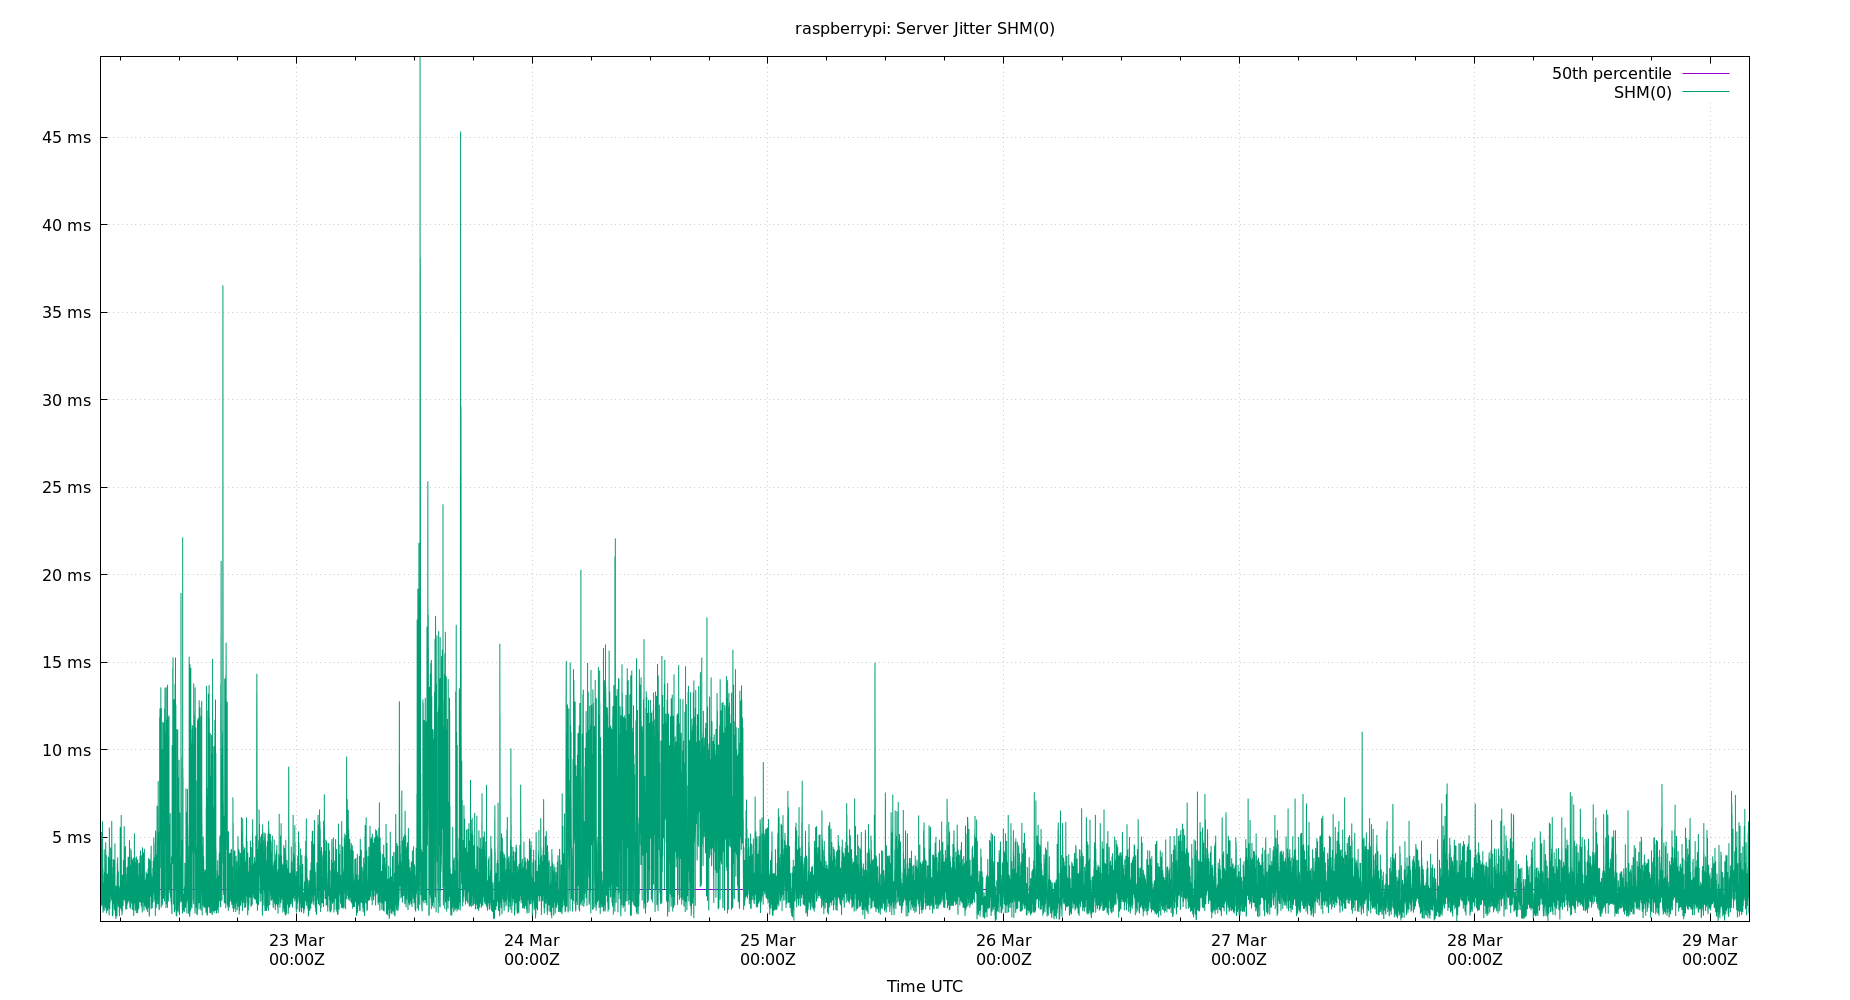 raspberrypi: Server Jitter SHM(0)
50th percentile
SHM(0)
45 ms
40 ms
35 ms
30 ms
25 ms
20 ms
15 ms
10 ms
5 ms
23 Mar 24 Mar 25 Mar 26 Mar 27 Mar 28 Mar 29 Mar
00:00Z 00:00Z 00:00Z 00:00Z 00:00Z 00:00Z 00:00Z
Time UTC